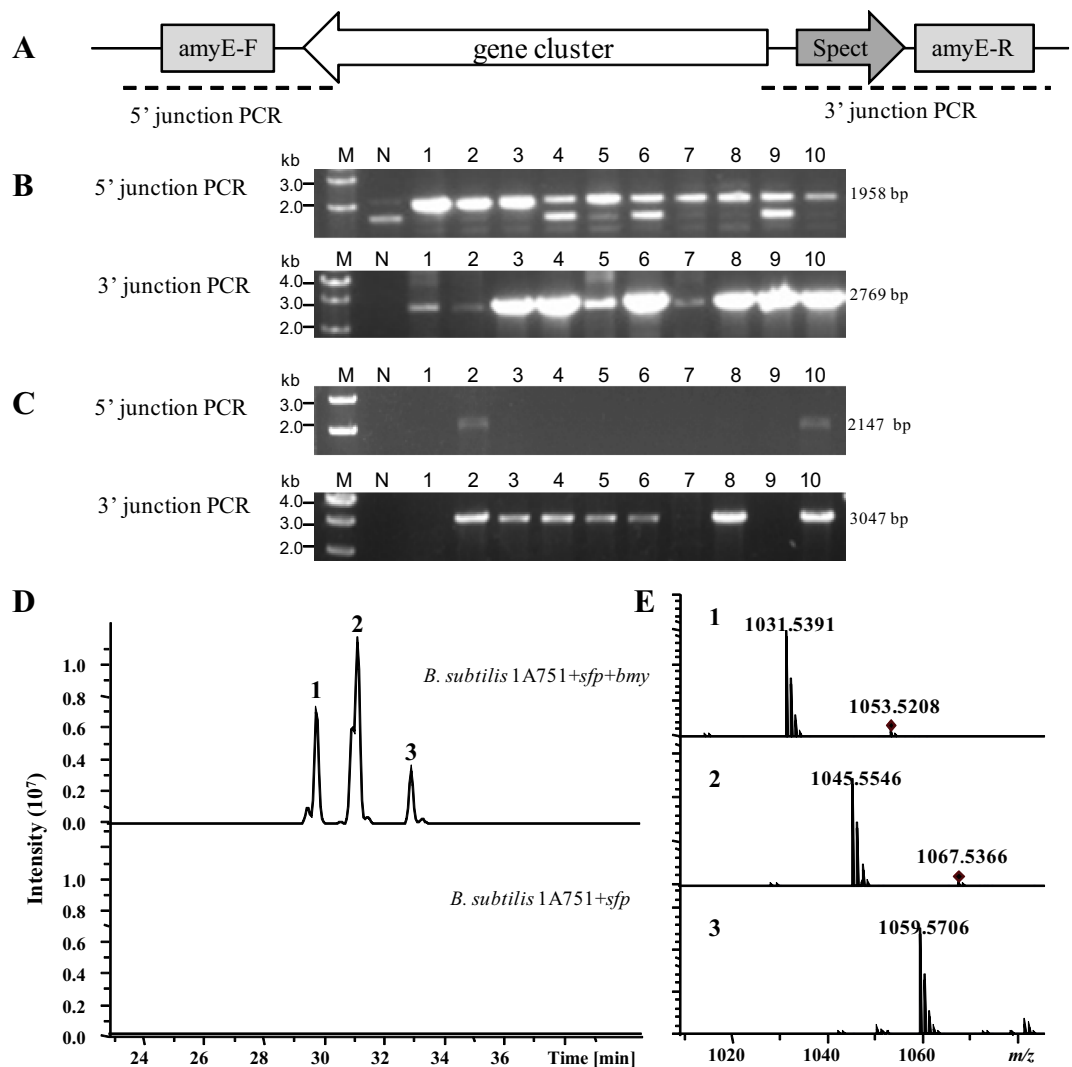 A
amyE-F
gene cluster
Spect
amyE-R
5’ junction PCR
3’ junction PCR
B
kb M N 1 2 3 4 5 6 7 8 9 10
5’ junction PCR
3.0
2.0
1958 bp
3’ junction PCR
kb M N 1 2 3 4 5 6 7 8 9 10
4.0
3.0
2.0
2769 bp
C
kb M N 1 2 3 4 5 6 7 8 9 10
5’ junction PCR
3.0
2.0
2147 bp
3’ junction PCR
kb M N 1 2 3 4 5 6 7 8 9 10
4.0
3.0
2.0
3047 bp
D
Intensity (10⁷)
1.0
0.8
0.6
0.4
0.2
0.0
1
2
3
B. subtilis 1A751+sfp+bmy
1.0
0.8
0.6
0.4
0.2
0.0
B. subtilis 1A751+sfp
24 26 28 30 32 34 36 Time [min]
E
1
1031.5391
1053.5208
2
1045.5546
1067.5366
3
1059.5706
1020 1040 1060 m/z